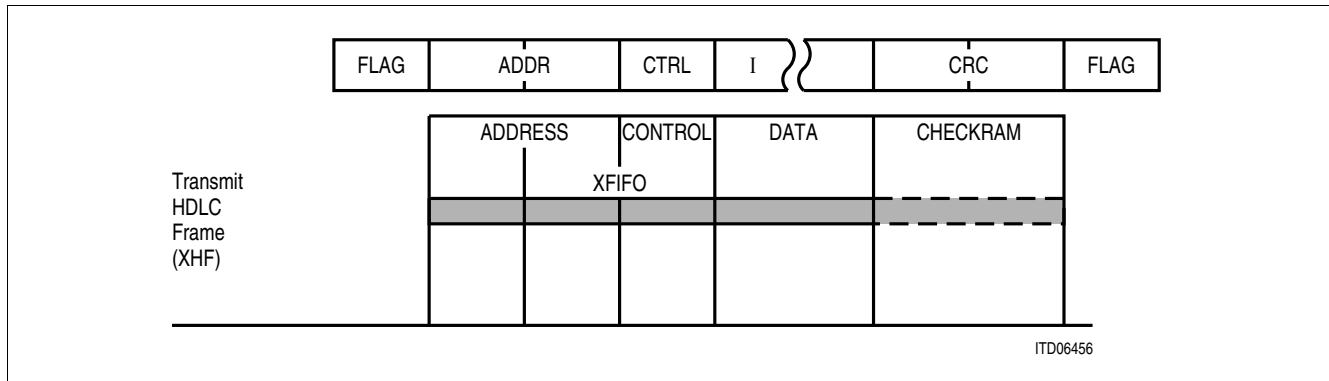 FLAG ADDR CTRL I CRC FLAG
ADDRESS CONTROL DATA CHECKRAM
XFIFO
Transmit
HDLC
Frame
(XHF)
ITD06456